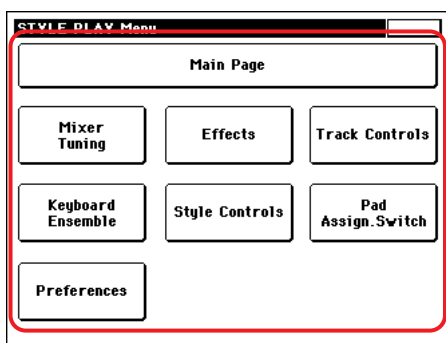 STYLE PLAY Menu
Main Page
Mixer
Tuning
Effects
Track Controls
Keyboard
Ensemble
Style Controls
Pad
Assign.Switch
Preferences